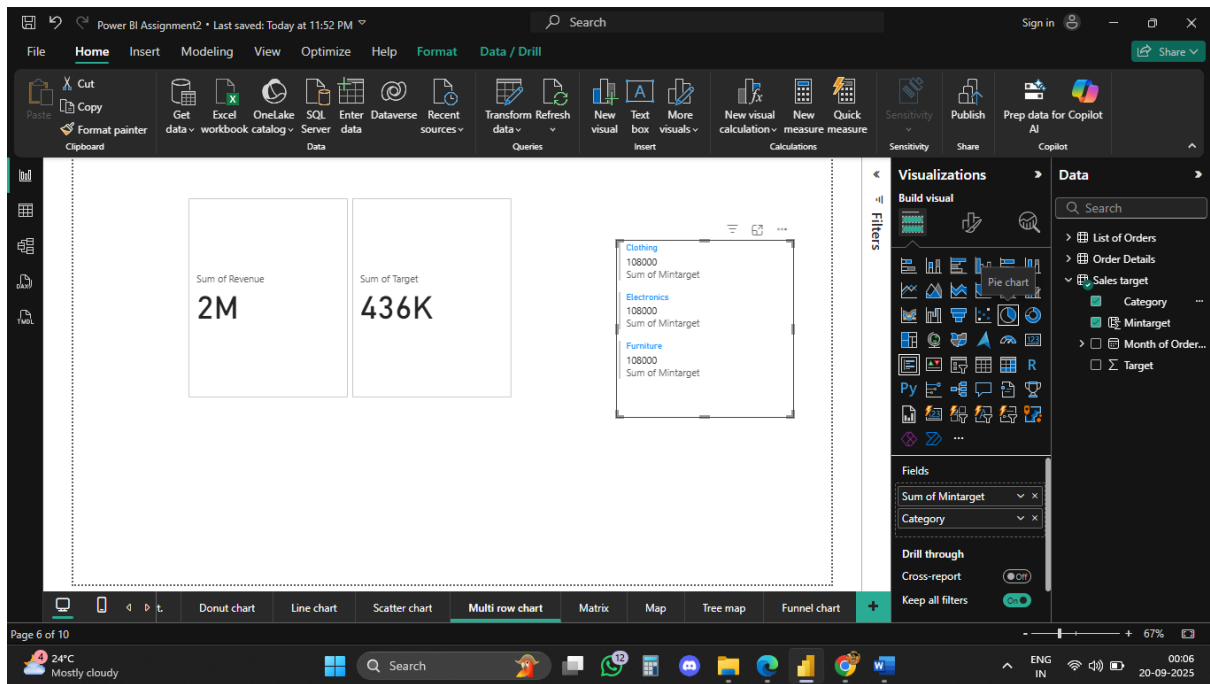 Power BI Assignment2 • Last saved: Today at 11:52 PM
Search
Sign in
File Home Insert Modeling View Optimize Help Format Data / Drill
Share
Paste
Cut
Copy
Format painter
Clipboard
Get data
Excel workbook
OneLake catalog
SQL Server
Enter data
Dataverse
Recent sources
Data
Transform data
Refresh
Queries
New visual
Text box
More visuals
Insert
New visual calculation
New measure
Quick measure
Calculations
Sensitivity
Sensitivity
Publish
Share
Prep data for Copilot AI
Copilot
Sum of Revenue
2M
Sum of Target
436K
Clothing
108000
Sum of Mintarget
Electronics
108000
Sum of Mintarget
Furniture
108000
Sum of Mintarget
Filters
Visualizations
Build visual
Pie chart
123
R
Py
Fields
Sum of Mintarget
Category
Drill through
Cross-report
Off
Keep all filters
On
Data
Search
List of Orders
Order Details
Sales target
Category
Mintarget
Month of Order...
Target
DAX
TMDL
t. Donut chart Line chart Scatter chart Multi row chart Matrix Map Tree map Funnel chart
Page 6 of 10
67%
4
24°C
Mostly cloudy
Search
12
ENG
IN
00:06
20-09-2025